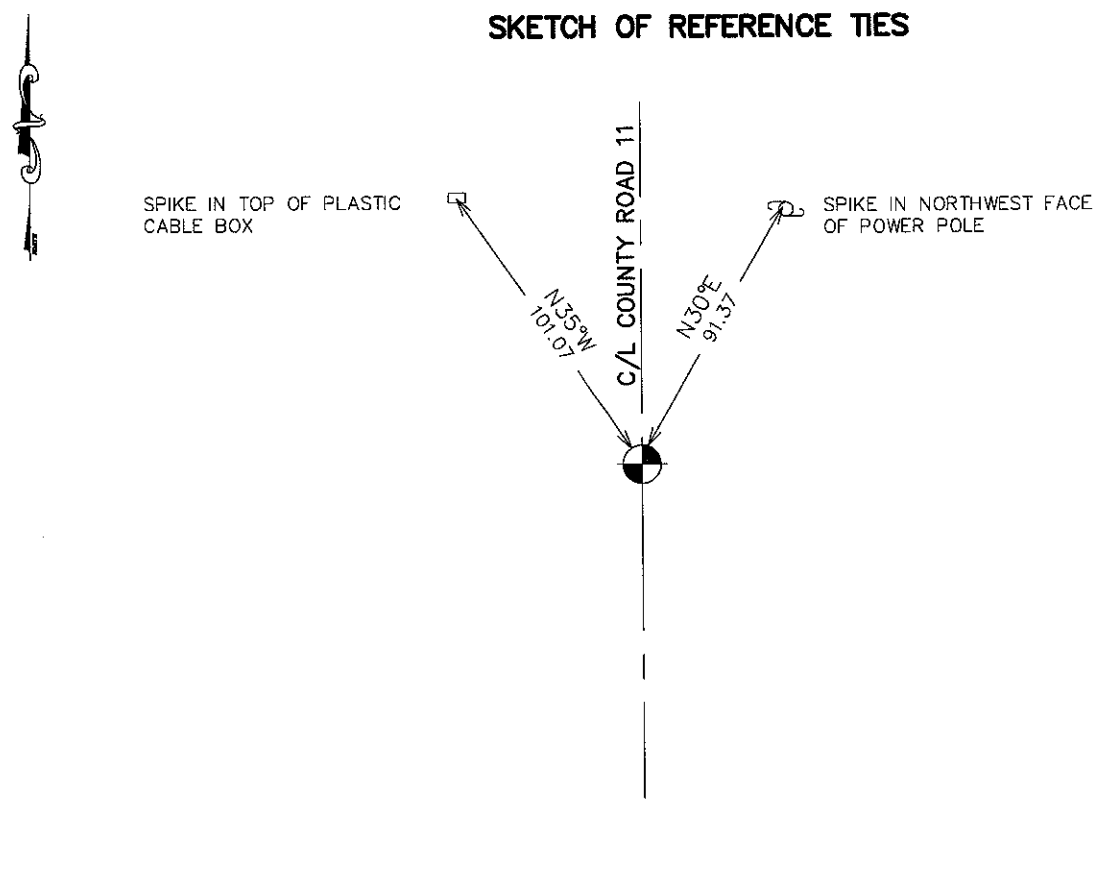 SKETCH OF REFERENCE TIES
C/L COUNTY ROAD 11
SPIKE IN TOP OF PLASTIC
CABLE BOX
SPIKE IN NORTHWEST FACE
OF POWER POLE
N35°W
101.07
N30°E
91.37